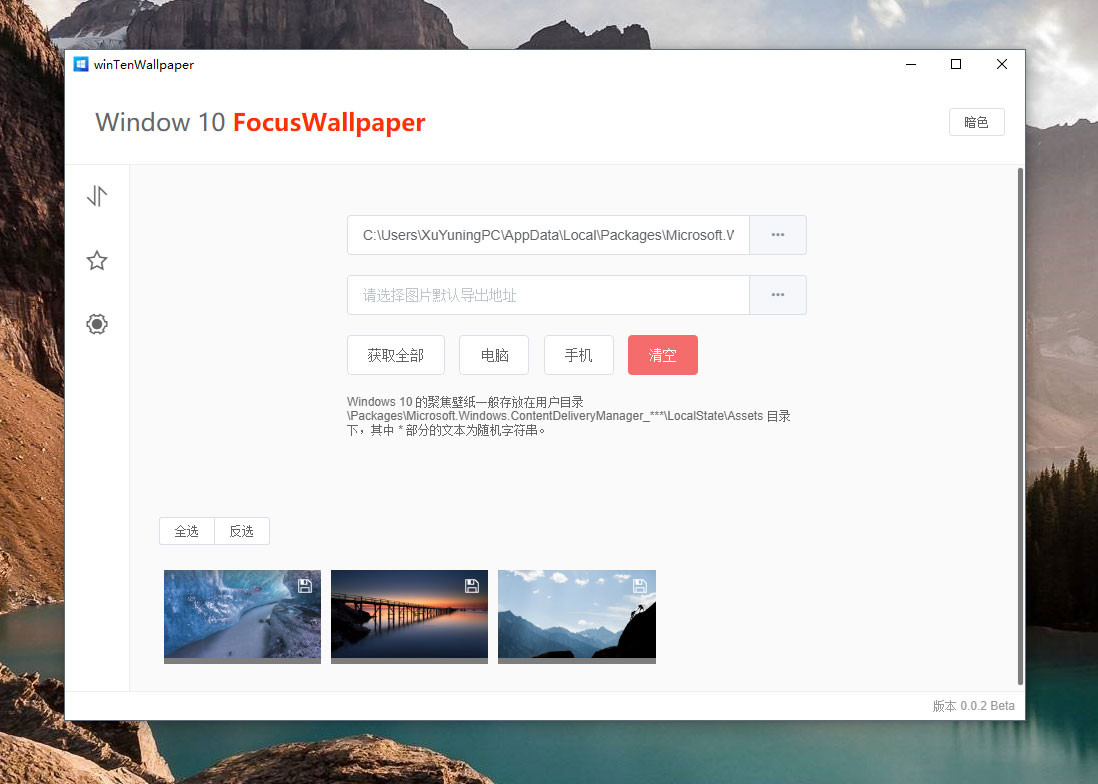 winTenWallpaper
Window 10 FocusWallpaper
暗色
C:\Users\XuYuningPC\AppData\Local\Packages\Microsoft.W
请选择图片默认导出地址
获取全部
电脑
手机
清空
Windows 10 的聚焦壁纸一般存放在用户目录
\Packages\Microsoft.Windows.ContentDeliveryManager_***\LocalState\Assets 目录
下，其中 * 部分的文本为随机字符串。
全选
反选
版本 0.0.2 Beta